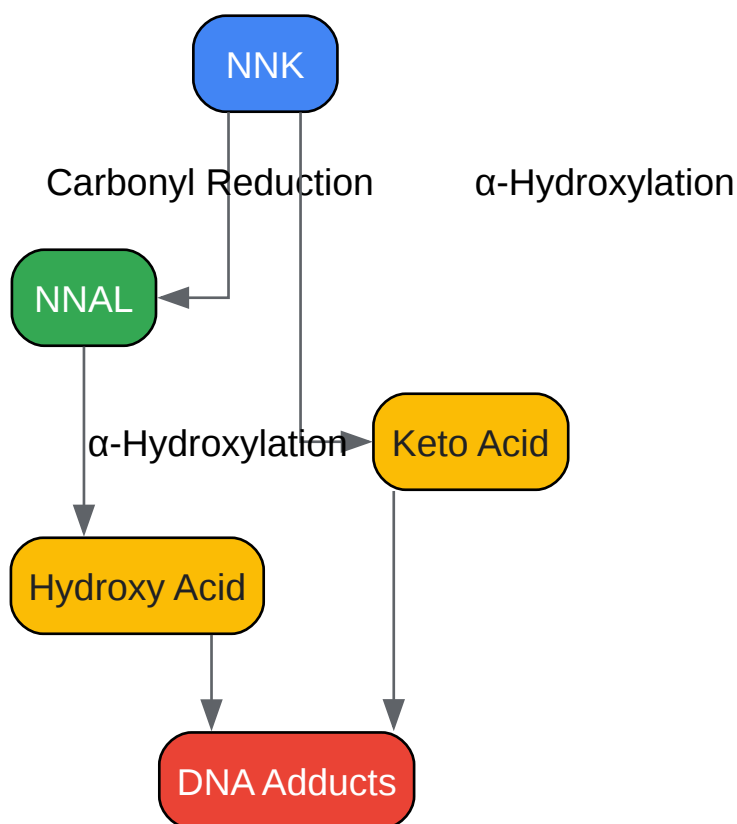 NNK
Carbonyl Reduction
α-Hydroxylation
NNAL
α-Hydroxylation
Keto Acid
Hydroxy Acid
DNA Adducts